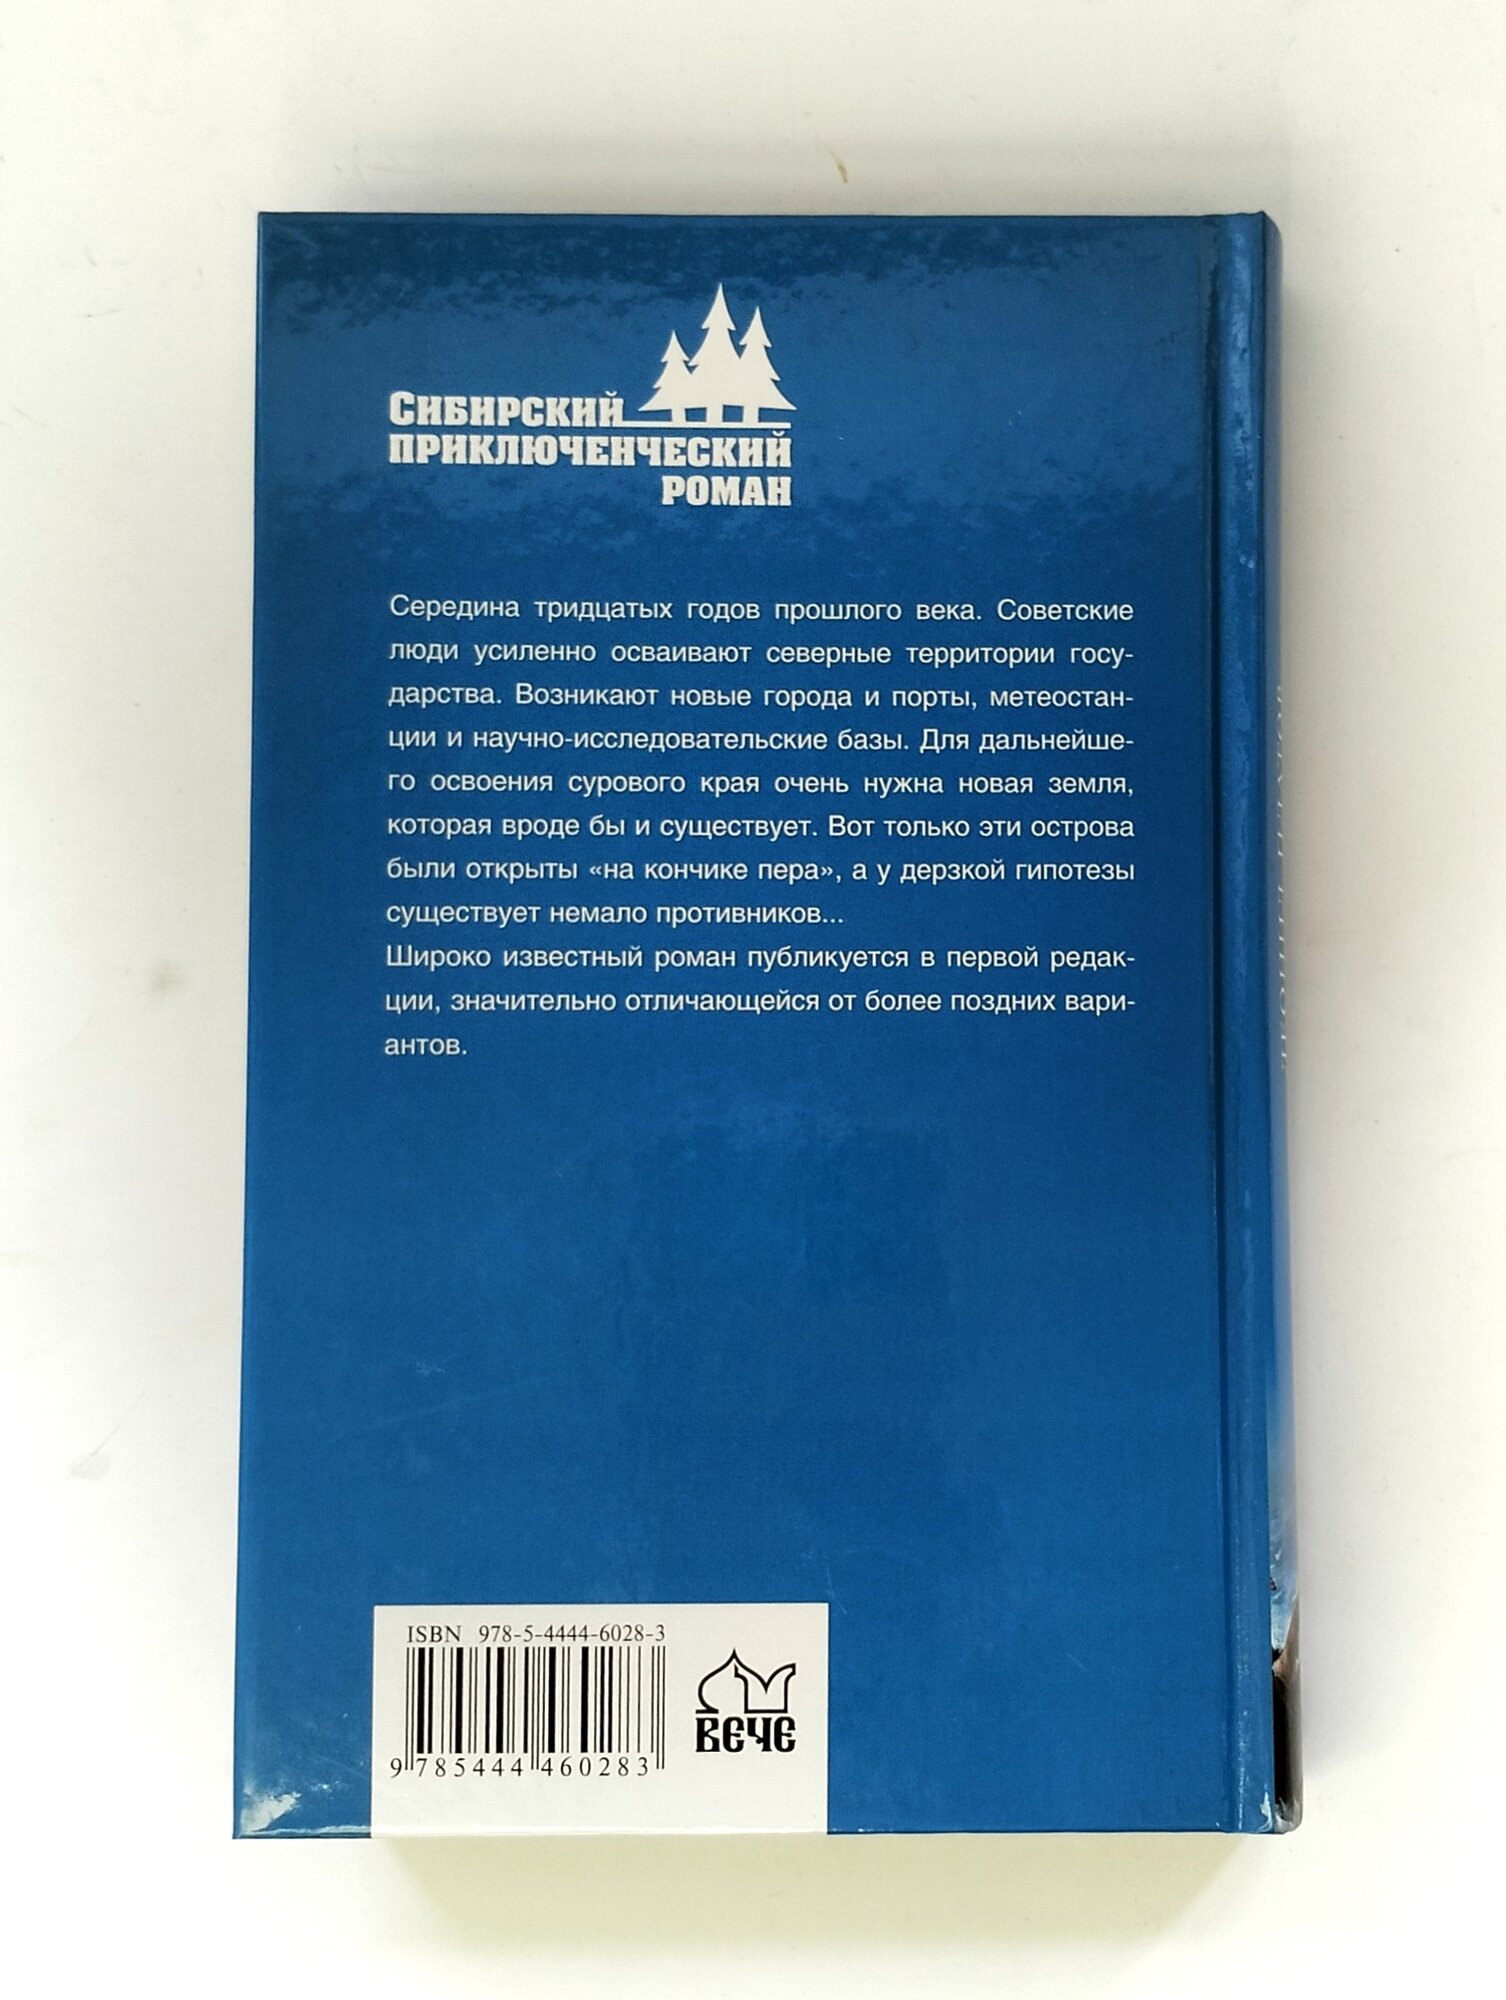 Сибирский
приключенческий
роман
Середина тридцатых годов прошлого века. Советские
люди усиленно осваивают северные территории госу-
дарства. Возникают новые города и порты, метеостан-
ции и научно-исследовательские базы. Для дальнейше-
го освоения сурового края очень нужна новая земля,
которая вроде бы и существует. Вот только эти острова
были открыты «на кончике пера», а у дерзкой гипотезы
существует немало противников...
Широко известный роман публикуется в первой редак-
ции, значительно отличающейся от более поздних вари-
антов.
ISBN 978-5-4444-6028-3
9 785444 460283
ВЕЧЕ